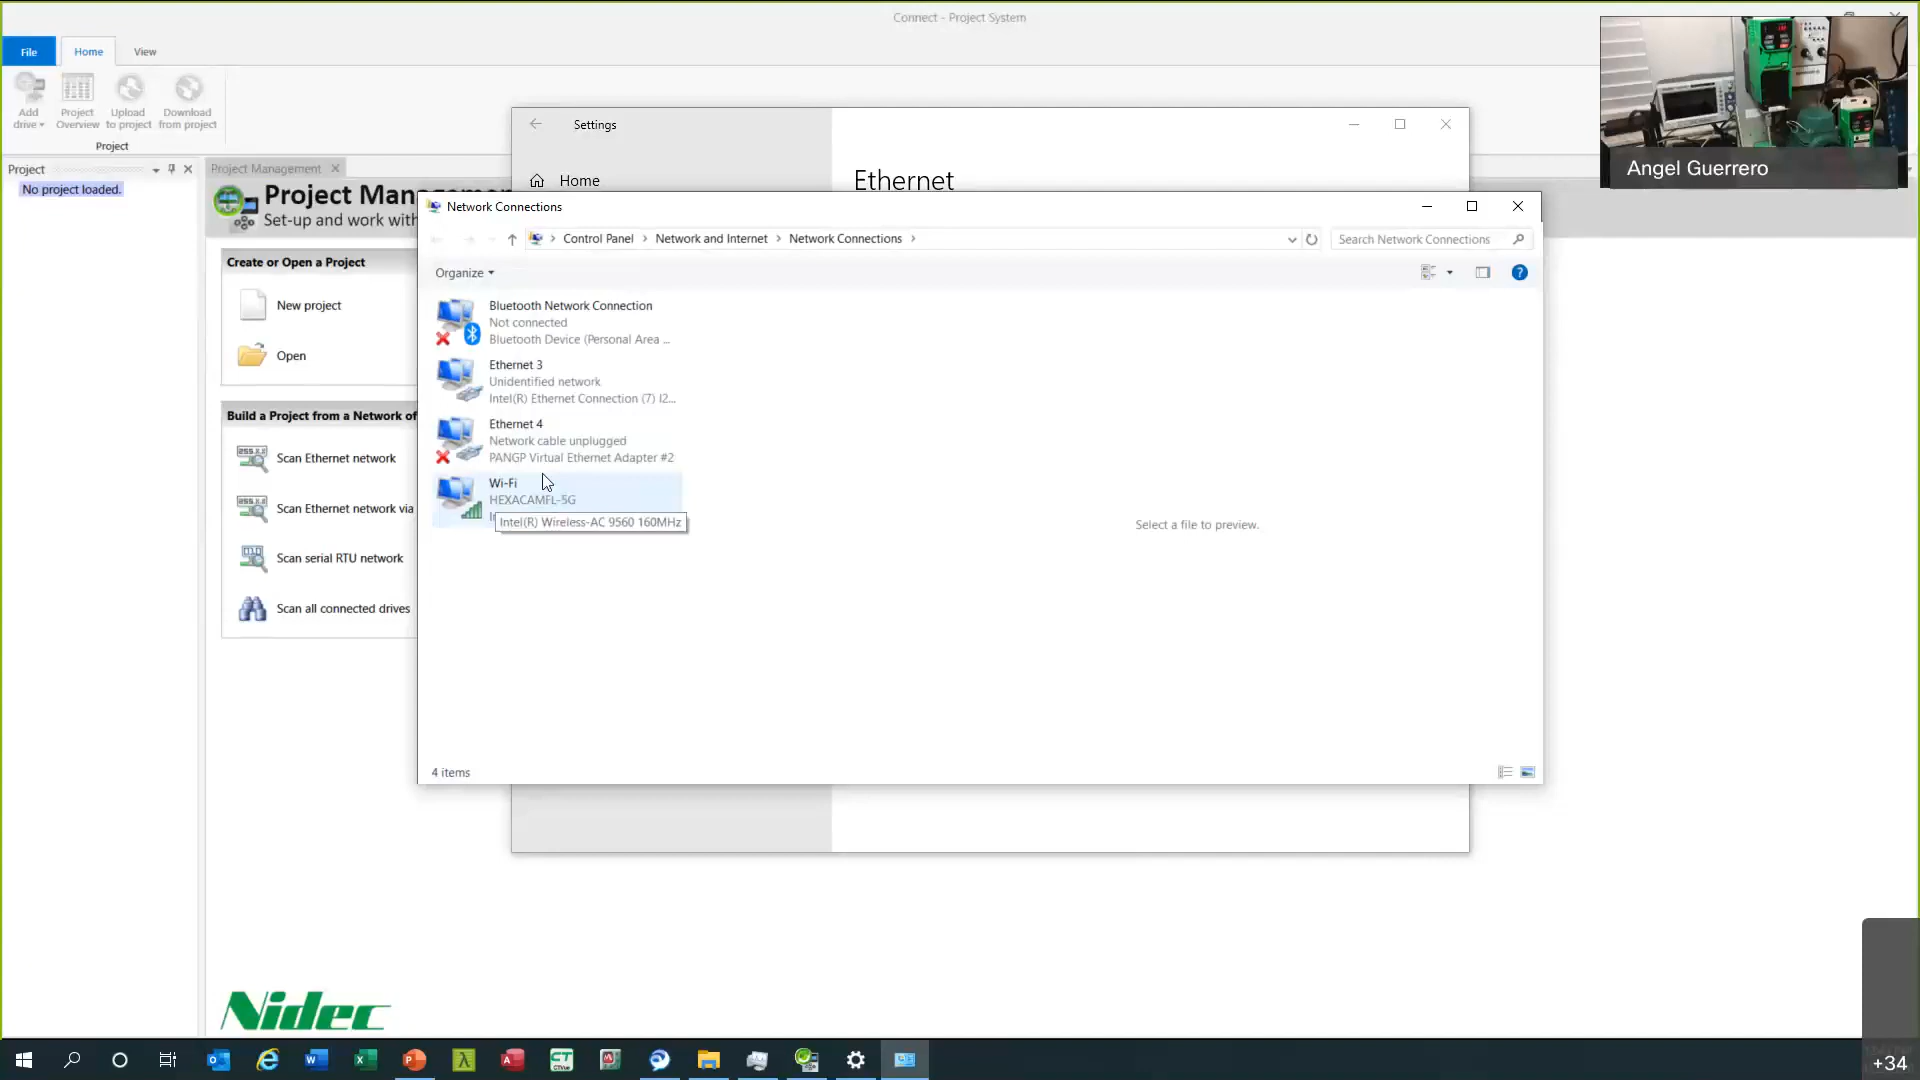 Connect - Project System
File
Home
View
Add
drive
Project
Overview
Upload
to project
Download
from project
Project
Project
No project loaded.
Project Management
Set-up and work with
Create or Open a Project
New project
Open
Build a Project from a Network of
Scan Ethernet network
Scan Ethernet network via
Scan serial RTU network
Scan all connected drives
Nidec
Settings
Home
Ethernet
Network Connections
Control Panel
Network and Internet
Network Connections
Search Network Connections
Organize
Bluetooth Network Connection
Not connected
Bluetooth Device (Personal Area ...
Ethernet 3
Unidentified network
Intel(R) Ethernet Connection (7) I2...
Ethernet 4
Network cable unplugged
PANGP Virtual Ethernet Adapter #2
Wi-Fi
HEXACAMFL-5G
Intel(R) Wireless-AC 9560 160MHz
Select a file to preview.
4 items
Angel Guerrero
+34